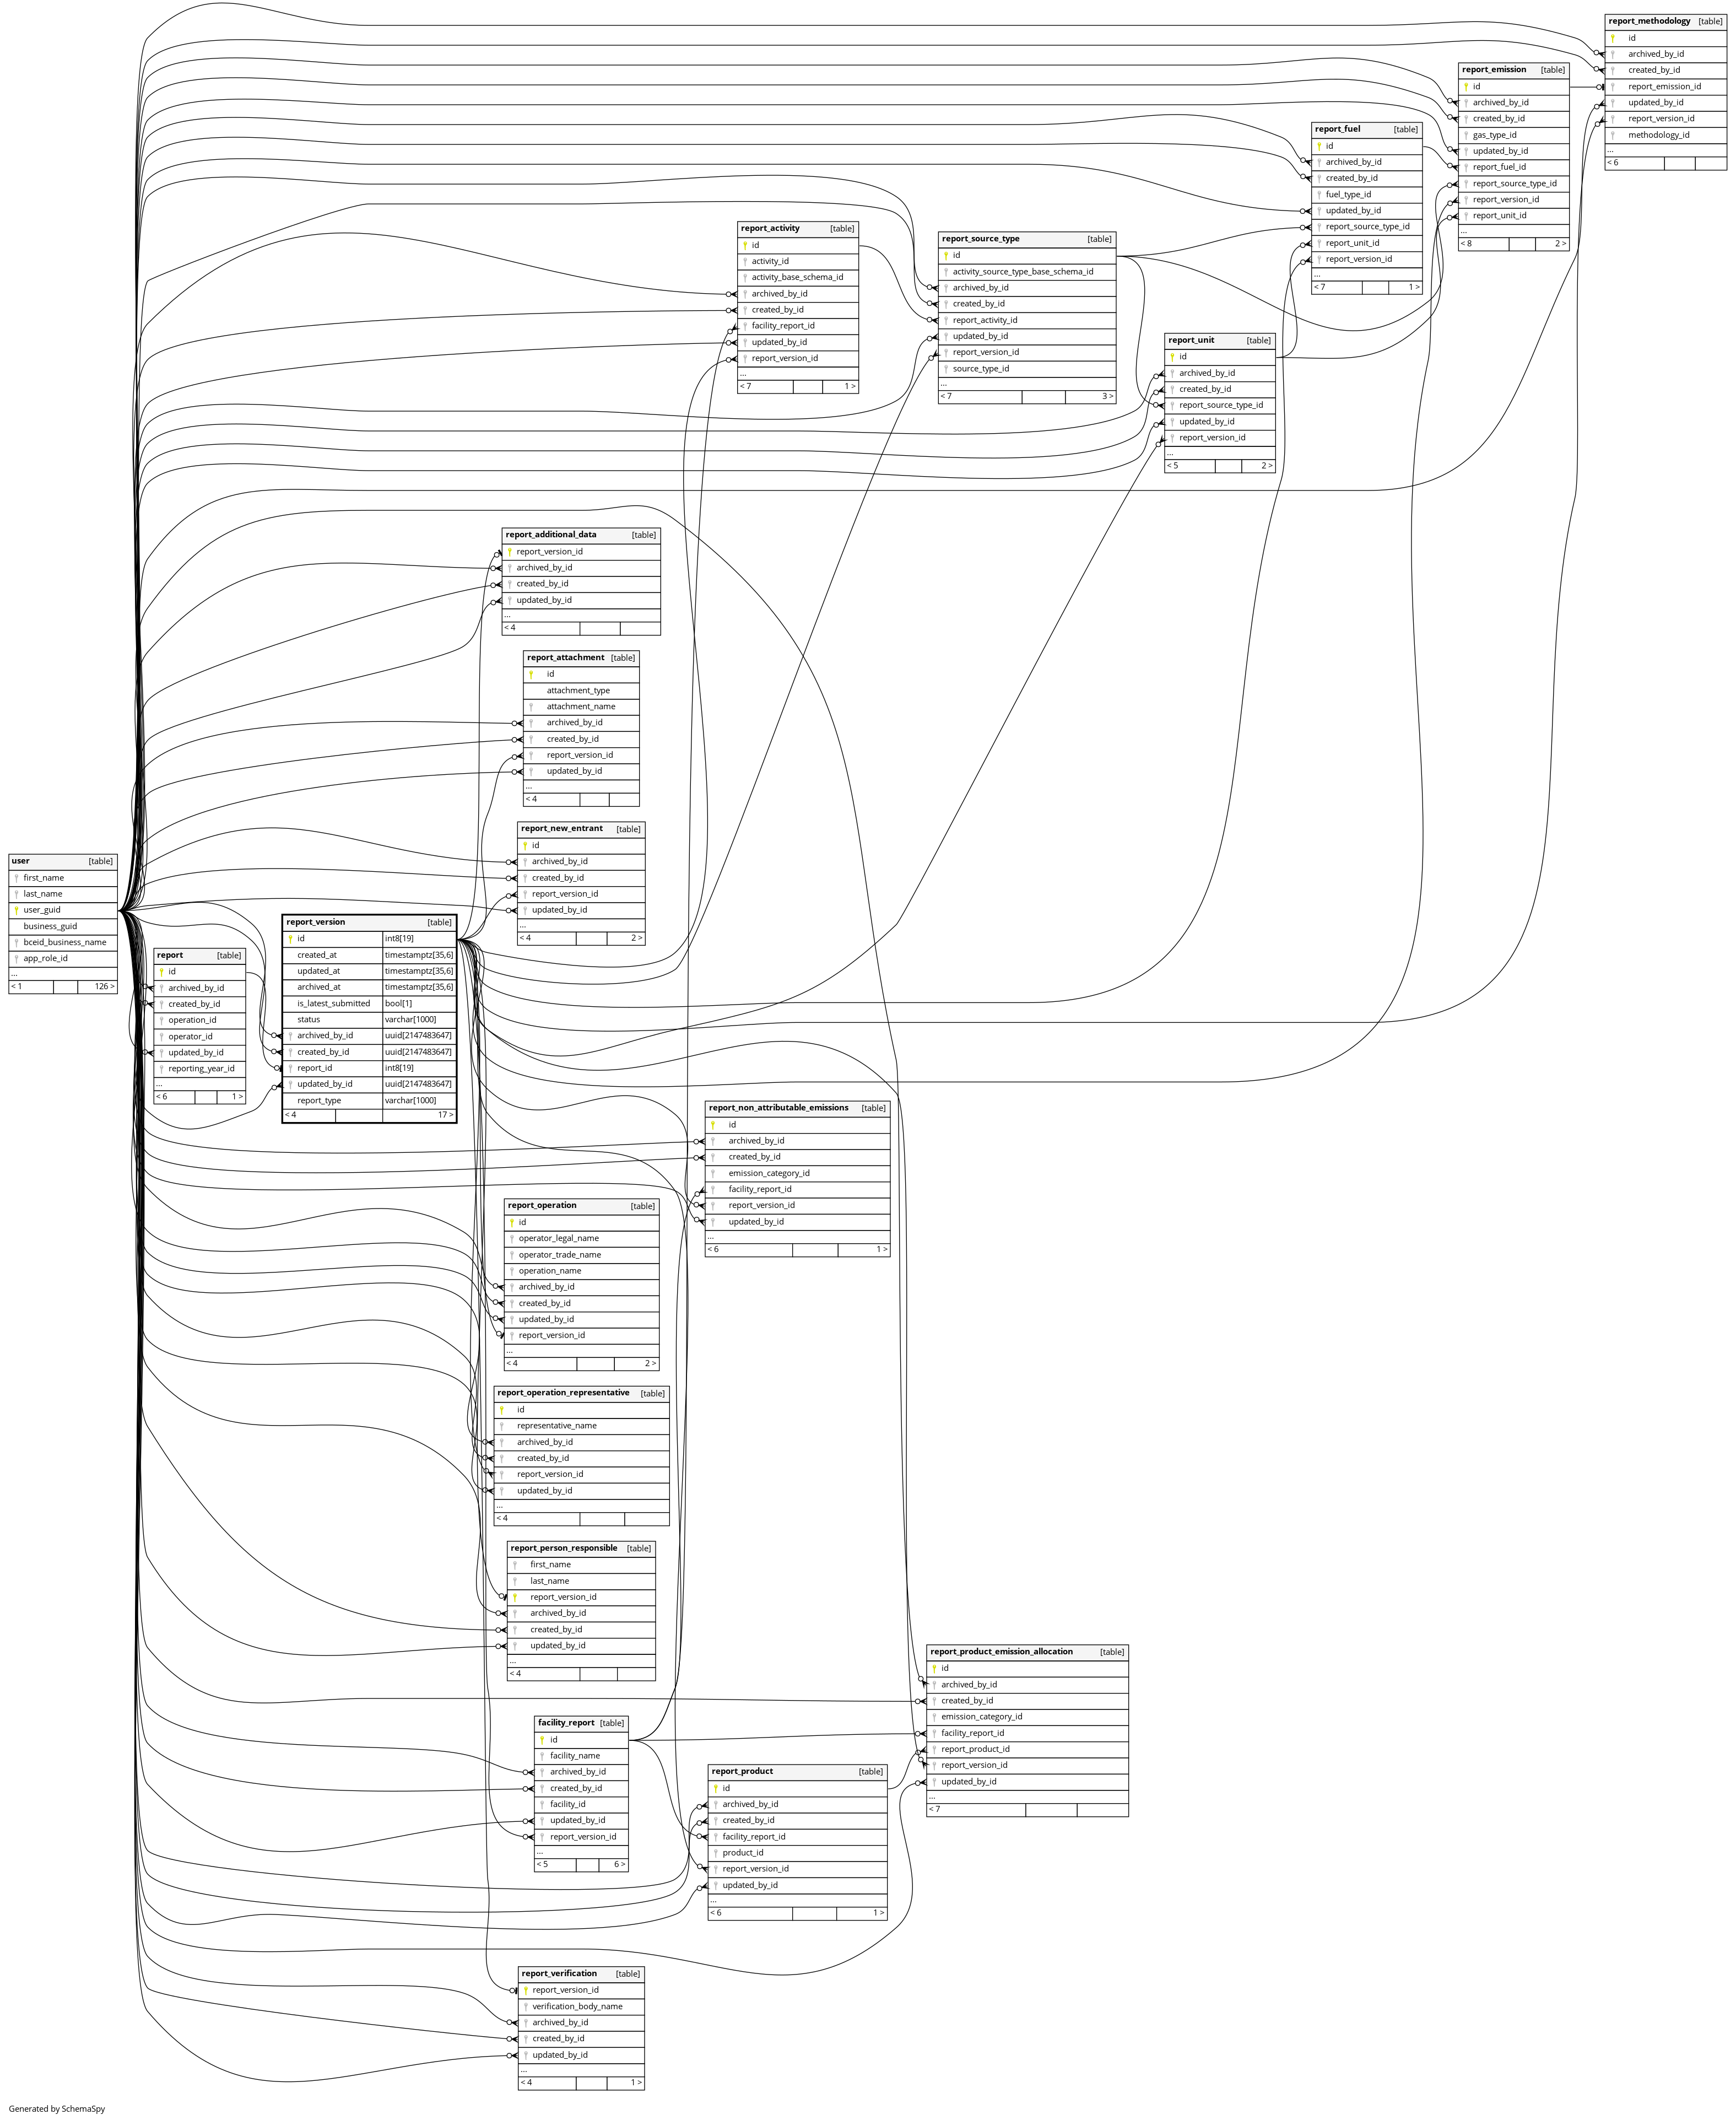 report_methodology [table]
id
archived_by_id
created_by_id
report_emission_id
updated_by_id
report_version_id
methodology_id
...
< 6
report_emission [table]
id
archived_by_id
created_by_id
gas_type_id
updated_by_id
report_fuel_id
report_source_type_id
report_version_id
report_unit_id
...
< 8 2 >
report_fuel [table]
id
archived_by_id
created_by_id
fuel_type_id
updated_by_id
report_source_type_id
report_unit_id
report_version_id
...
< 7 1 >
report_activity [table]
id
activity_id
activity_base_schema_id
archived_by_id
created_by_id
facility_report_id
updated_by_id
report_version_id
...
< 7 1 >
report_source_type [table]
id
activity_source_type_base_schema_id
archived_by_id
created_by_id
report_activity_id
updated_by_id
report_version_id
source_type_id
...
< 7 3 >
report_unit [table]
id
archived_by_id
created_by_id
report_source_type_id
updated_by_id
report_version_id
...
< 5 2 >
report_additional_data [table]
report_version_id
archived_by_id
created_by_id
updated_by_id
...
< 4
report_attachment [table]
id
attachment_type
attachment_name
archived_by_id
created_by_id
report_version_id
updated_by_id
...
< 4
report_new_entrant [table]
id
archived_by_id
created_by_id
report_version_id
updated_by_id
...
< 4 2 >
user [table]
first_name
last_name
user_guid
business_guid
bceid_business_name
app_role_id
...
< 1 126 >
report [table]
id
archived_by_id
created_by_id
operation_id
operator_id
updated_by_id
reporting_year_id
...
< 6 1 >
report_version [table]
id int8[19]
created_at timestamptz[35,6]
updated_at timestamptz[35,6]
archived_at timestamptz[35,6]
is_latest_submitted bool[1]
status varchar[1000]
archived_by_id uuid[2147483647]
created_by_id uuid[2147483647]
report_id int8[19]
updated_by_id uuid[2147483647]
report_type varchar[1000]
< 4 17 >
report_non_attributable_emissions [table]
id
archived_by_id
created_by_id
emission_category_id
facility_report_id
report_version_id
updated_by_id
...
< 6 1 >
report_operation [table]
id
operator_legal_name
operator_trade_name
operation_name
archived_by_id
created_by_id
updated_by_id
report_version_id
...
< 4 2 >
report_operation_representative [table]
id
representative_name
archived_by_id
created_by_id
report_version_id
updated_by_id
...
< 4
report_person_responsible [table]
first_name
last_name
report_version_id
archived_by_id
created_by_id
updated_by_id
...
< 4
report_product_emission_allocation [table]
id
archived_by_id
created_by_id
emission_category_id
facility_report_id
report_product_id
report_version_id
updated_by_id
...
< 7
facility_report [table]
id
facility_name
archived_by_id
created_by_id
facility_id
updated_by_id
report_version_id
...
< 5 6 >
report_product [table]
id
archived_by_id
created_by_id
facility_report_id
product_id
report_version_id
updated_by_id
...
< 6 1 >
report_verification [table]
report_version_id
verification_body_name
archived_by_id
created_by_id
updated_by_id
...
< 4 1 >
Generated by SchemaSpy